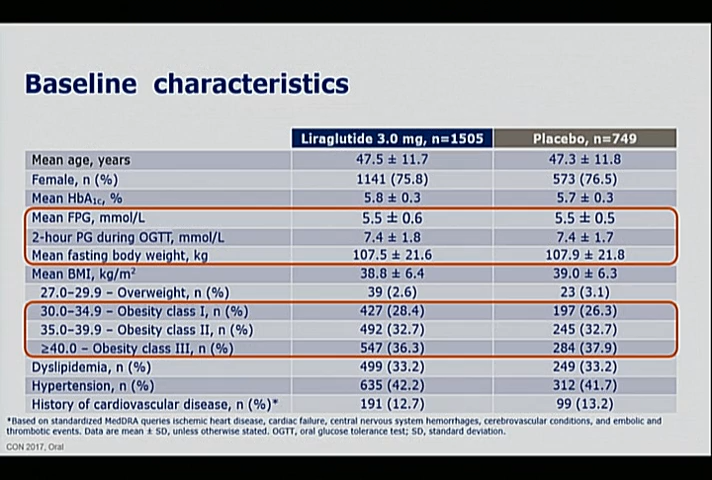 Baseline characteristics
Liraglutide 3.0 mg, n=1505 Placebo, n=749
Mean age, years 47.5 ± 11.7 47.3 ± 11.8
Female, n (%) 1141 (75.8) 573 (76.5)
Mean HbA1c, % 5.8 ± 0.3 5.7 ± 0.3
Mean FPG, mmol/L 5.5 ± 0.6 5.5 ± 0.5
2-hour PG during OGTT, mmol/L 7.4 ± 1.8 7.4 ± 1.7
Mean fasting body weight, kg 107.5 ± 21.6 107.9 ± 21.8
Mean BMI, kg/m² 38.8 ± 6.4 39.0 ± 6.3
27.0–29.9 – Overweight, n (%) 39 (2.6) 23 (3.1)
30.0–34.9 – Obesity class I, n (%) 427 (28.4) 197 (26.3)
35.0–39.9 – Obesity class II, n (%) 492 (32.7) 245 (32.7)
≥40.0 – Obesity class III, n (%) 547 (36.3) 284 (37.9)
Dyslipidemia, n (%) 499 (33.2) 249 (33.2)
Hypertension, n (%) 635 (42.2) 312 (41.7)
History of cardiovascular disease, n (%)* 191 (12.7) 99 (13.2)
*Based on standardized MedDRA queries ischemic heart disease, cardiac failure, central nervous system hemorrhages, cerebrovascular conditions, and embolic and
thrombotic events. Data are mean ± SD, unless otherwise stated. OGTT, oral glucose tolerance test; SD, standard deviation.
CON 2017, Oral